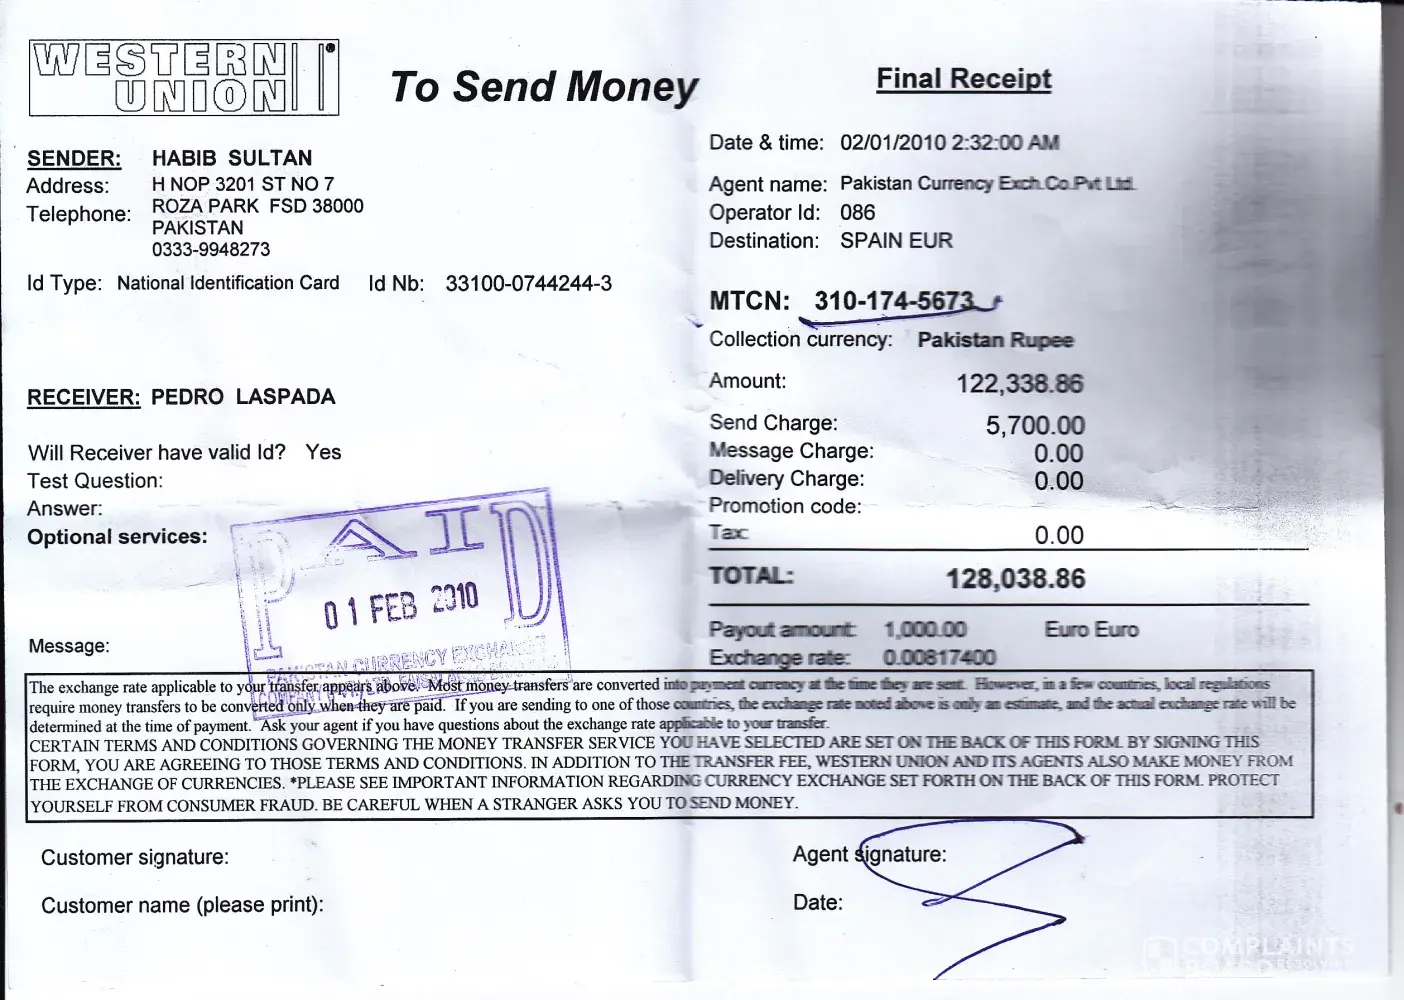 WESTERN UNION
To Send Money
Final Receipt
SENDER: HABIB SULTAN
Address: H NOP 3201 ST NO 7
ROZA PARK FSD 38000
Telephone:
PAKISTAN
0333-9948273
Id Type: National Identification Card Id Nb: 33100-0744244-3
RECEIVER: PEDRO LASPADA
Will Receiver have valid Id? Yes
Test Question:
Answer:
Optional services:
PAID
01 FEB 2010
PAKISTAN CURRENCY EXCHANGE
Message:
Date & time: 02/01/2010 2:32:00 AM
Agent name: Pakistan Currency Exch.Co.Pvt Ltd.
Operator Id: 086
Destination: SPAIN EUR
MTCN: 310-174-5673
Collection currency: Pakistan Rupee
Amount: 122,338.86
Send Charge: 5,700.00
Message Charge: 0.00
Delivery Charge: 0.00
Promotion code:
Tax: 0.00
TOTAL: 128,038.86
Payout amount: 1,000.00 Euro Euro
Exchange rate: 0.00817400
The exchange rate applicable to your transfer appears above. Most money transfers are converted into payment currency at the time they are sent. However, in a few countries, local regulations
require money transfers to be converted only when they are paid. If you are sending to one of those countries, the exchange rate noted above is only an estimate, and the actual exchange rate will be
determined at the time of payment. Ask your agent if you have questions about the exchange rate applicable to your transfer.
CERTAIN TERMS AND CONDITIONS GOVERNING THE MONEY TRANSFER SERVICE YOU HAVE SELECTED ARE SET ON THE BACK OF THIS FORM. BY SIGNING THIS
FORM, YOU ARE AGREEING TO THOSE TERMS AND CONDITIONS. IN ADDITION TO THE TRANSFER FEE, WESTERN UNION AND ITS AGENTS ALSO MAKE MONEY FROM
THE EXCHANGE OF CURRENCIES. *PLEASE SEE IMPORTANT INFORMATION REGARDING CURRENCY EXCHANGE SET FORTH ON THE BACK OF THIS FORM. PROTECT
YOURSELF FROM CONSUMER FRAUD. BE CAREFUL WHEN A STRANGER ASKS YOU TO SEND MONEY.
Customer signature:
Customer name (please print):
Agent signature:
Date:
COMPLAINTS